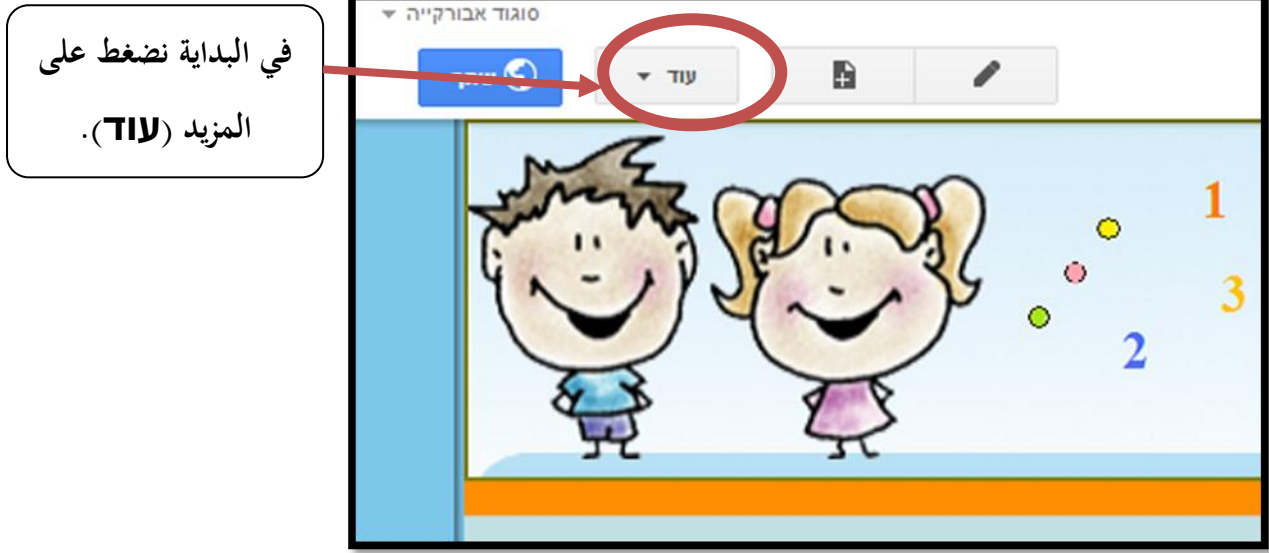 في البداية نضغط على
المزيد (עוד).
סוגוד אבורקייה
עוד
1
3
2